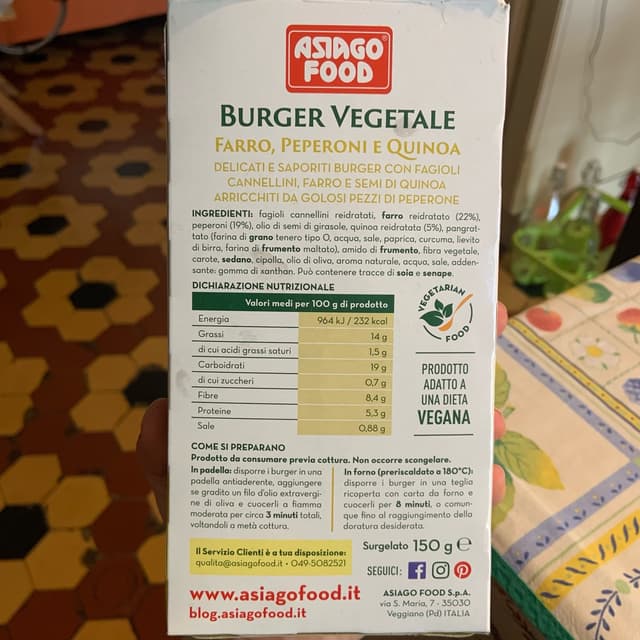 ASIAGO
FOOD
BURGER VEGETALE
FARRO, PEPERONI E QUINOA
DELICATI E SAPORITI BURGER CON FAGIOLI
CANNELLINI, FARRO E SEMI DI QUINOA
ARRICCHITI DA GOLOSI PEZZI DI PEPERONE
INGREDIENTI: fagioli cannellini reidratati, farro reidratato (22%),
peperoni (19%), olio di semi di girasole, quinoa reidratata (5%), pangrat-
tato (farina di grano tenero tipo O, acqua, sale, paprica, curcuma, lievito
di birra, farina di frumento maltato), amido di frumento, fibra vegetale,
carote, sedano, cipolla, olio di oliva, aroma naturale, acqua, sale, adden-
sante: gomma di xanthan. Può contenere tracce di soia e senape.
DICHIARAZIONE NUTRIZIONALE
Valori medi per 100 g di prodotto
Energia 964 kJ / 232 kcal
Grassi 14 g
di cui acidi grassi saturi 1,5 g
Carboidrati 19 g
di cui zuccheri 0,7 g
Fibre 8,4 g
Proteine 5,3 g
Sale 0,88 g
VEGETARIAN
FOOD
PRODOTTO
ADATTO A
UNA DIETA
VEGANA
COME SI PREPARANO
Prodotto da consumare previa cottura. Non occorre scongelare.
In padella: disporre i burger in una
padella antiaderente, aggiungere
se gradito un filo d'olio extravergi-
ne di oliva e cuocerli a fiamma
moderata per circa 3 minuti totali,
voltandoli a metà cottura.
In forno (preriscaldato a 180°C):
disporre i burger in una teglia
ricoperta con carta da forno e
cuocerli per 8 minuti, o comun-
que fino al raggiungimento della
doratura desiderata.
Il Servizio Clienti è a tua disposizione:
qualita@asiagofood.it • 049-5082521
Surgelato 150 g e
SEGUICI:
www.asiagofood.it
blog.asiagofood.it
ASIAGO FOOD S.p.A.
via S. Maria, 7 - 35030
Veggiano (Pd) ITALIA